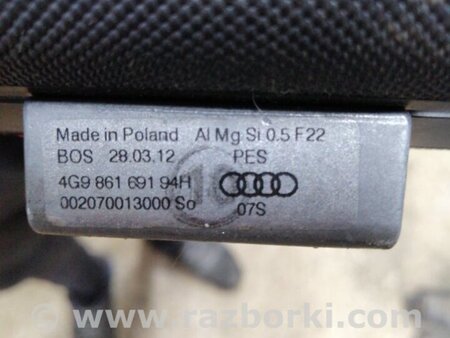 Made in Poland Al Mg Si 0.5 F22
BOS 28.03.12 PES
4G9 861 691 94H
002070013000 So 07S
www.razborki.com